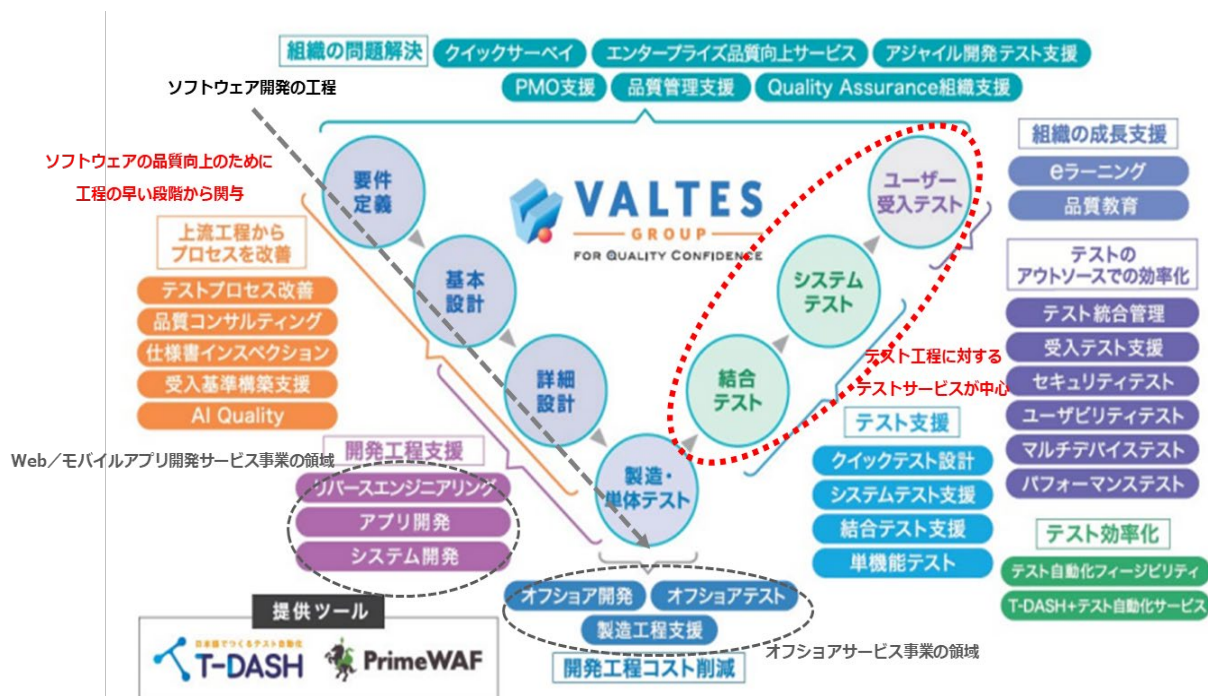 組織の問題解決
クイックサーベイ
エンタープライズ品質向上サービス
アジャイル開発テスト支援
PMO支援
品質管理支援
Quality Assurance組織支援
ソフトウェア開発の工程
ソフトウェアの品質向上のために
工程の早い段階から関与
上流工程から
プロセスを改善
テストプロセス改善
品質コンサルティング
仕様書インスペクション
受入基準構築支援
AI Quality
要件
定義
基本
設計
詳細
設計
製造・
単体テスト
結合
テスト
システム
テスト
ユーザー
受入テスト
VALTES
GROUP
FOR QUALITY CONFIDENCE
テスト工程に対する
テストサービスが中心
組織の成長支援
eラーニング
品質教育
テストの
アウトソースでの効率化
テスト統合管理
受入テスト支援
セキュリティテスト
ユーザビリティテスト
マルチデバイステスト
パフォーマンステスト
テスト支援
クイックテスト設計
システムテスト支援
結合テスト支援
単機能テスト
テスト効率化
テスト自動化フィージビリティ
T-DASH+テスト自動化サービス
開発工程支援
Web／モバイルアプリ開発サービス事業の領域
リバースエンジニアリング
アプリ開発
システム開発
オフショア開発
オフショアテスト
製造工程支援
開発工程コスト削減
オフショアサービス事業の領域
提供ツール
日本語でつくるテスト自動化
T-DASH
PrimeWAF